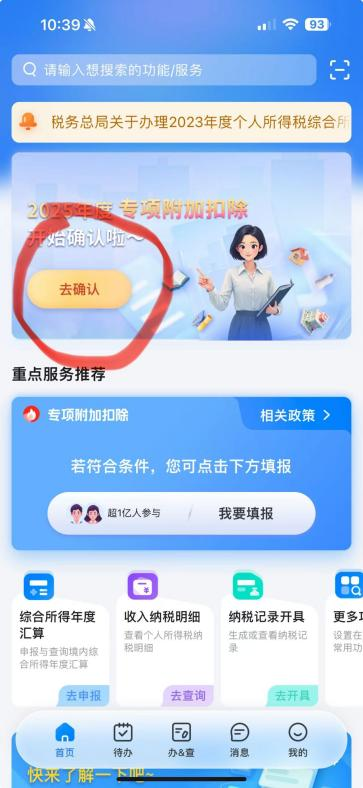 10:39
93
请输入想搜索的功能/服务
税务总局关于办理2023年度个人所得税综合所
2025年度 专项附加扣除
开始确认啦~
去确认
重点服务推荐
专项附加扣除
相关政策 >
若符合条件，您可点击下方填报
超1亿人参与
我要填报
综合所得年度汇算
申报与查询境内综合所得年度汇算
去申报
收入纳税明细
查看个人所得税纳税明细
去查询
纳税记录开具
生成或查看纳税记录
去开具
更多
设置在
常用功
首页
待办
办&查
消息
我的
快来了解一下吧~